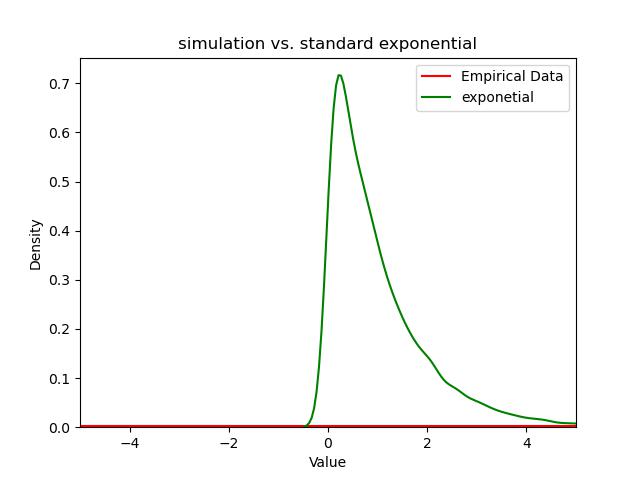 simulation vs. standard exponential
Empirical Data
exponetial
0.7
0.6
0.5
0.4
0.3
0.2
0.1
0.0
Density
−4
−2
0
2
4
Value